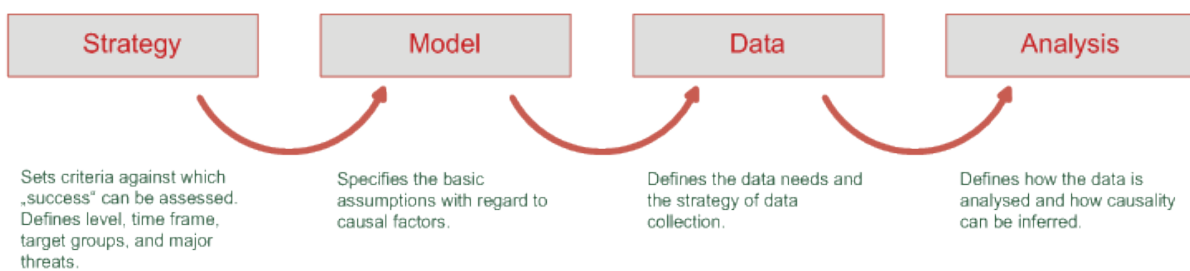 Strategy
Model
Data
Analysis
Sets criteria against which
„success“ can be assessed.
Defines level, time frame,
target groups, and major
threats.
Specifies the basic
assumptions with regard to
causal factors.
Defines the data needs and
the strategy of data
collection.
Defines how the data is
analysed and how causality
can be inferred.